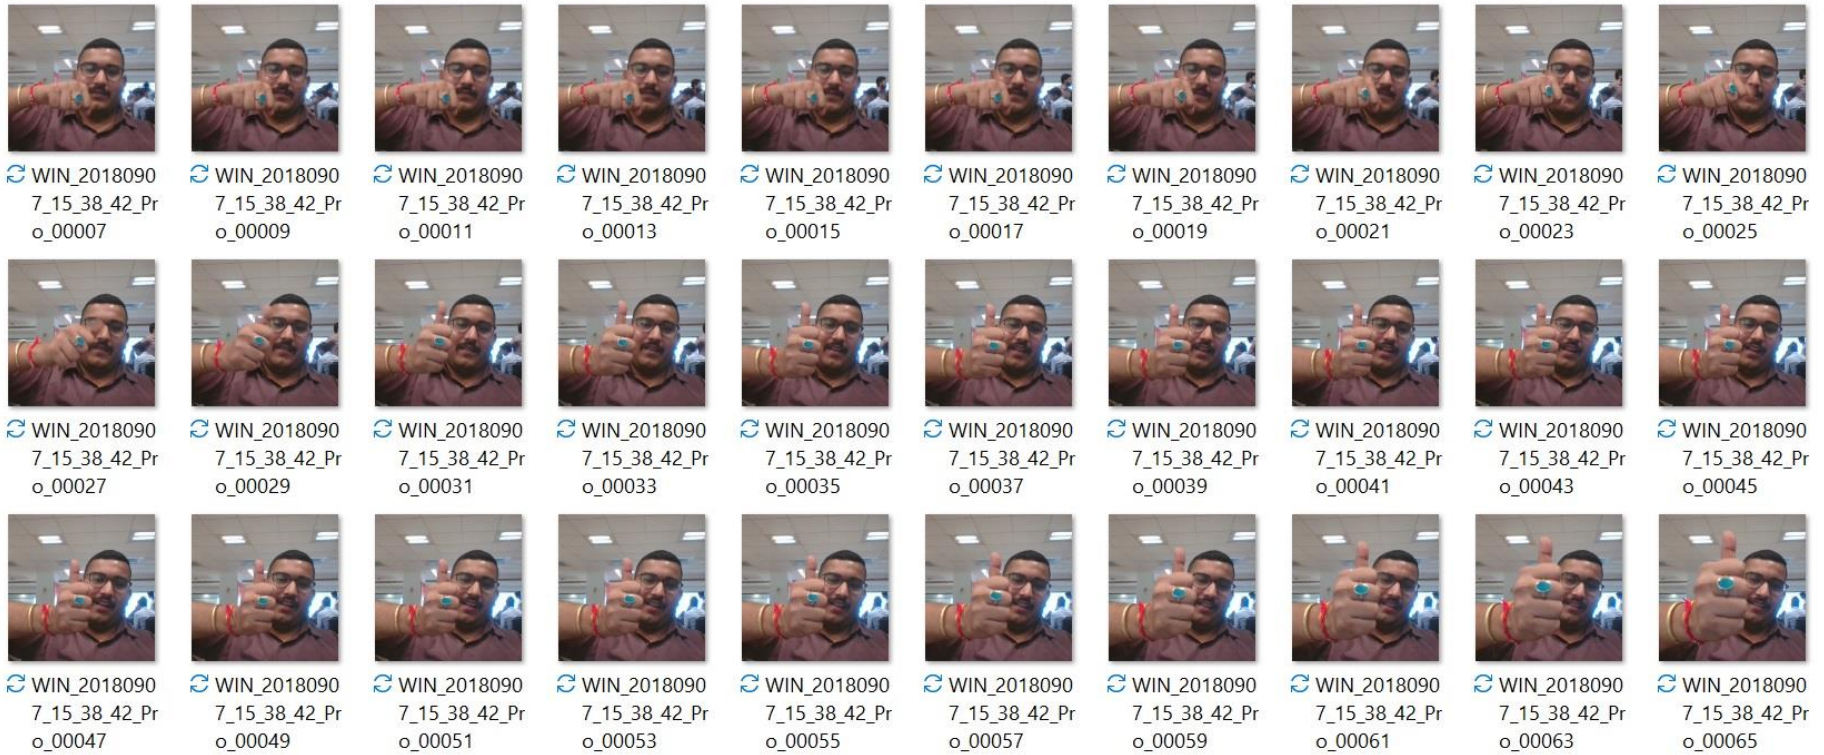 WIN_2018090
7_15_38_42_Pr
o_00007
WIN_2018090
7_15_38_42_Pr
o_00009
WIN_2018090
7_15_38_42_Pr
o_00011
WIN_2018090
7_15_38_42_Pr
o_00013
WIN_2018090
7_15_38_42_Pr
o_00015
WIN_2018090
7_15_38_42_Pr
o_00017
WIN_2018090
7_15_38_42_Pr
o_00019
WIN_2018090
7_15_38_42_Pr
o_00021
WIN_2018090
7_15_38_42_Pr
o_00023
WIN_2018090
7_15_38_42_Pr
o_00025
WIN_2018090
7_15_38_42_Pr
o_00027
WIN_2018090
7_15_38_42_Pr
o_00029
WIN_2018090
7_15_38_42_Pr
o_00031
WIN_2018090
7_15_38_42_Pr
o_00033
WIN_2018090
7_15_38_42_Pr
o_00035
WIN_2018090
7_15_38_42_Pr
o_00037
WIN_2018090
7_15_38_42_Pr
o_00039
WIN_2018090
7_15_38_42_Pr
o_00041
WIN_2018090
7_15_38_42_Pr
o_00043
WIN_2018090
7_15_38_42_Pr
o_00045
WIN_2018090
7_15_38_42_Pr
o_00047
WIN_2018090
7_15_38_42_Pr
o_00049
WIN_2018090
7_15_38_42_Pr
o_00051
WIN_2018090
7_15_38_42_Pr
o_00053
WIN_2018090
7_15_38_42_Pr
o_00055
WIN_2018090
7_15_38_42_Pr
o_00057
WIN_2018090
7_15_38_42_Pr
o_00059
WIN_2018090
7_15_38_42_Pr
o_00061
WIN_2018090
7_15_38_42_Pr
o_00063
WIN_2018090
7_15_38_42_Pr
o_00065